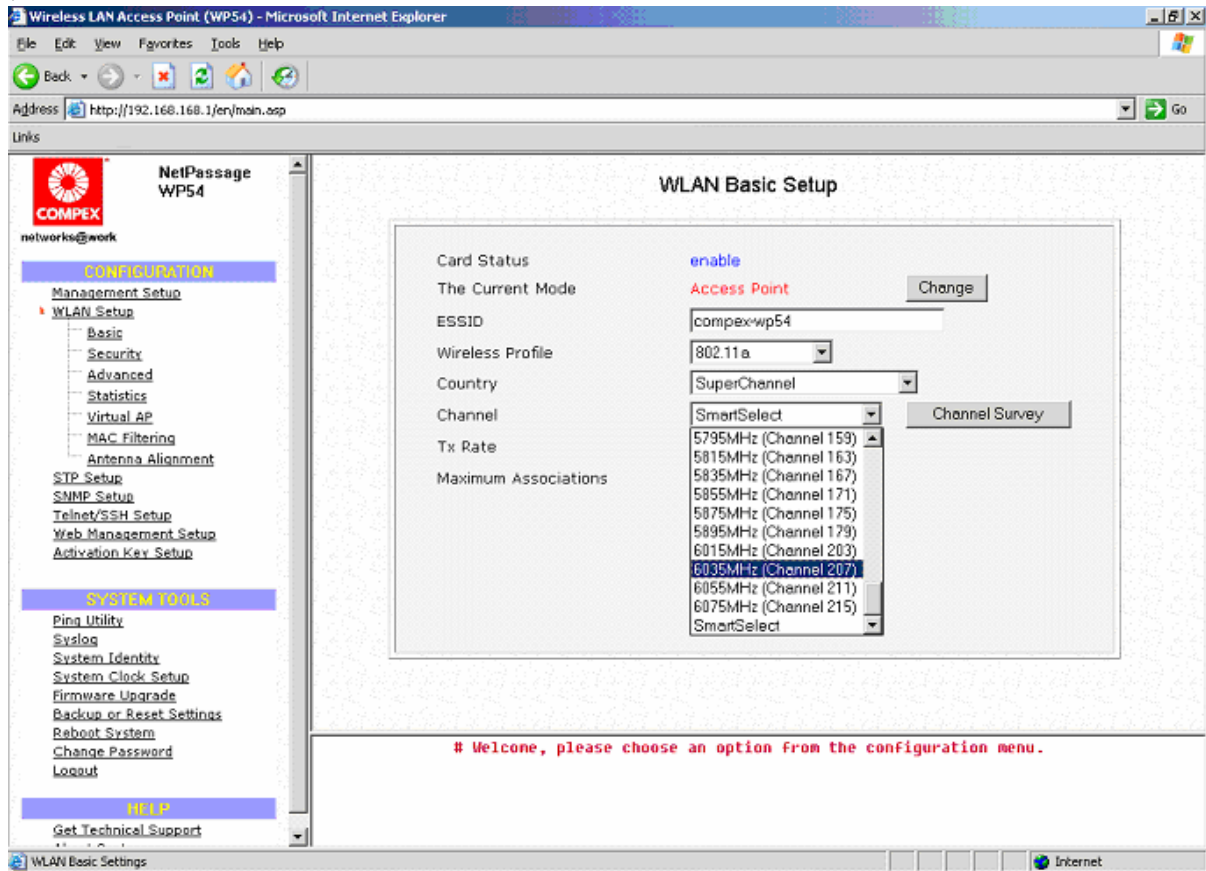 Wireless LAN Access Point (WP54) - Microsoft Internet Explorer
File Edit View Favorites Tools Help
Back
Address http://192.168.168.1/en/main.asp Go
Links
COMPEX
networks@work
NetPassage
WP54
CONFIGURATION
Management Setup
WLAN Setup
Basic
Security
Advanced
Statistics
Virtual AP
MAC Filtering
Antenna Alignment
STP Setup
SNMP Setup
Telnet/SSH Setup
Web Management Setup
Activation Key Setup
SYSTEM TOOLS
Ping Utility
Syslog
System Identity
System Clock Setup
Firmware Upgrade
Backup or Reset Settings
Reboot System
Change Password
Logout
HELP
Get Technical Support
WLAN Basic Setup
Card Status enable
The Current Mode Access Point Change
ESSID compex-wp54
Wireless Profile 802.11a
Country SuperChannel
Channel SmartSelect Channel Survey
Tx Rate
Maximum Associations
5795MHz (Channel 159)
5815MHz (Channel 163)
5835MHz (Channel 167)
5855MHz (Channel 171)
5875MHz (Channel 175)
5895MHz (Channel 179)
6015MHz (Channel 203)
6035MHz (Channel 207)
6055MHz (Channel 211)
6075MHz (Channel 215)
SmartSelect
# Welcome, please choose an option from the configuration menu.
WLAN Basic Settings Internet